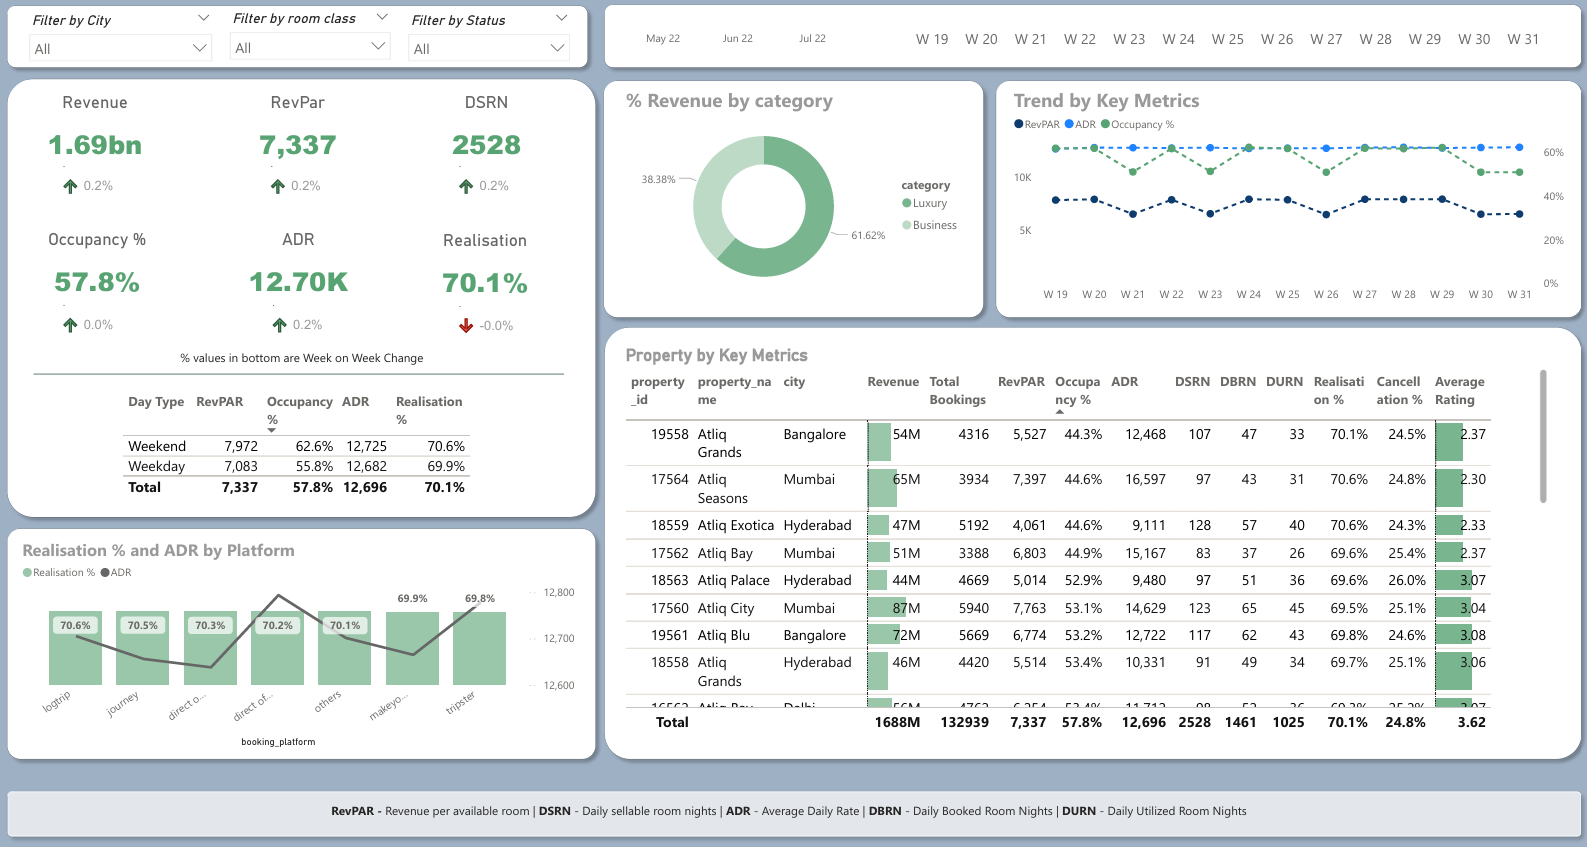 Filter by City
Filter by room class
Filter by Status
All
All
All
May 22 Jun 22 Jul 22
W 19 W 20 W 21 W 22 W 23 W 24 W 25 W 26 W 27 W 28 W 29 W 30 W 31
Revenue RevPar DSRN
1.69bn 7,337 2528
0.2% 0.2% 0.2%
Occupancy % ADR Realisation
57.8% 12.70K 70.1%
0.0% 0.2% -0.0%
% values in bottom are Week on Week Change
Day Type RevPAR Occupancy % ADR Realisation %
Weekend 7,972 62.6% 12,725 70.6%
Weekday 7,083 55.8% 12,682 69.9%
Total 7,337 57.8% 12,696 70.1%
% Revenue by category
38.38%
61.62%
category
Luxury
Business
Trend by Key Metrics
RevPAR ADR Occupancy %
10K
5K
60%
40%
20%
0%
W 19 W 20 W 21 W 22 W 23 W 24 W 25 W 26 W 27 W 28 W 29 W 30 W 31
Realisation % and ADR by Platform
Realisation % ADR
70.6% 70.5% 70.3% 70.2% 70.1% 69.9% 69.8%
12,800
12,700
12,600
logtrip journey direct o... direct of... others makeyo... tripster
booking_platform
Property by Key Metrics
property_id property_name city Revenue Total Bookings RevPAR Occupancy % ADR DSRN DBRN DURN Realisation % Cancellation % Average Rating
19558 Atliq Grands Bangalore 54M 4316 5,527 44.3% 12,468 107 47 33 70.1% 24.5% 2.37
17564 Atliq Seasons Mumbai 65M 3934 7,397 44.6% 16,597 97 43 31 70.6% 24.8% 2.30
18559 Atliq Exotica Hyderabad 47M 5192 4,061 44.6% 9,111 128 57 40 70.6% 24.3% 2.33
17562 Atliq Bay Mumbai 51M 3388 6,803 44.9% 15,167 83 37 26 69.6% 25.4% 2.37
18563 Atliq Palace Hyderabad 44M 4669 5,014 52.9% 9,480 97 51 36 69.6% 26.0% 3.07
17560 Atliq City Mumbai 87M 5940 7,763 53.1% 14,629 123 65 45 69.5% 25.1% 3.04
19561 Atliq Blu Bangalore 72M 5669 6,774 53.2% 12,722 117 62 43 69.8% 24.6% 3.08
18558 Atliq Grands Hyderabad 46M 4420 5,514 53.4% 10,331 91 49 34 69.7% 25.1% 3.06
Total 1688M 132939 7,337 57.8% 12,696 2528 1461 1025 70.1% 24.8% 3.62
RevPAR - Revenue per available room | DSRN - Daily sellable room nights | ADR - Average Daily Rate | DBRN - Daily Booked Room Nights | DURN - Daily Utilized Room Nights